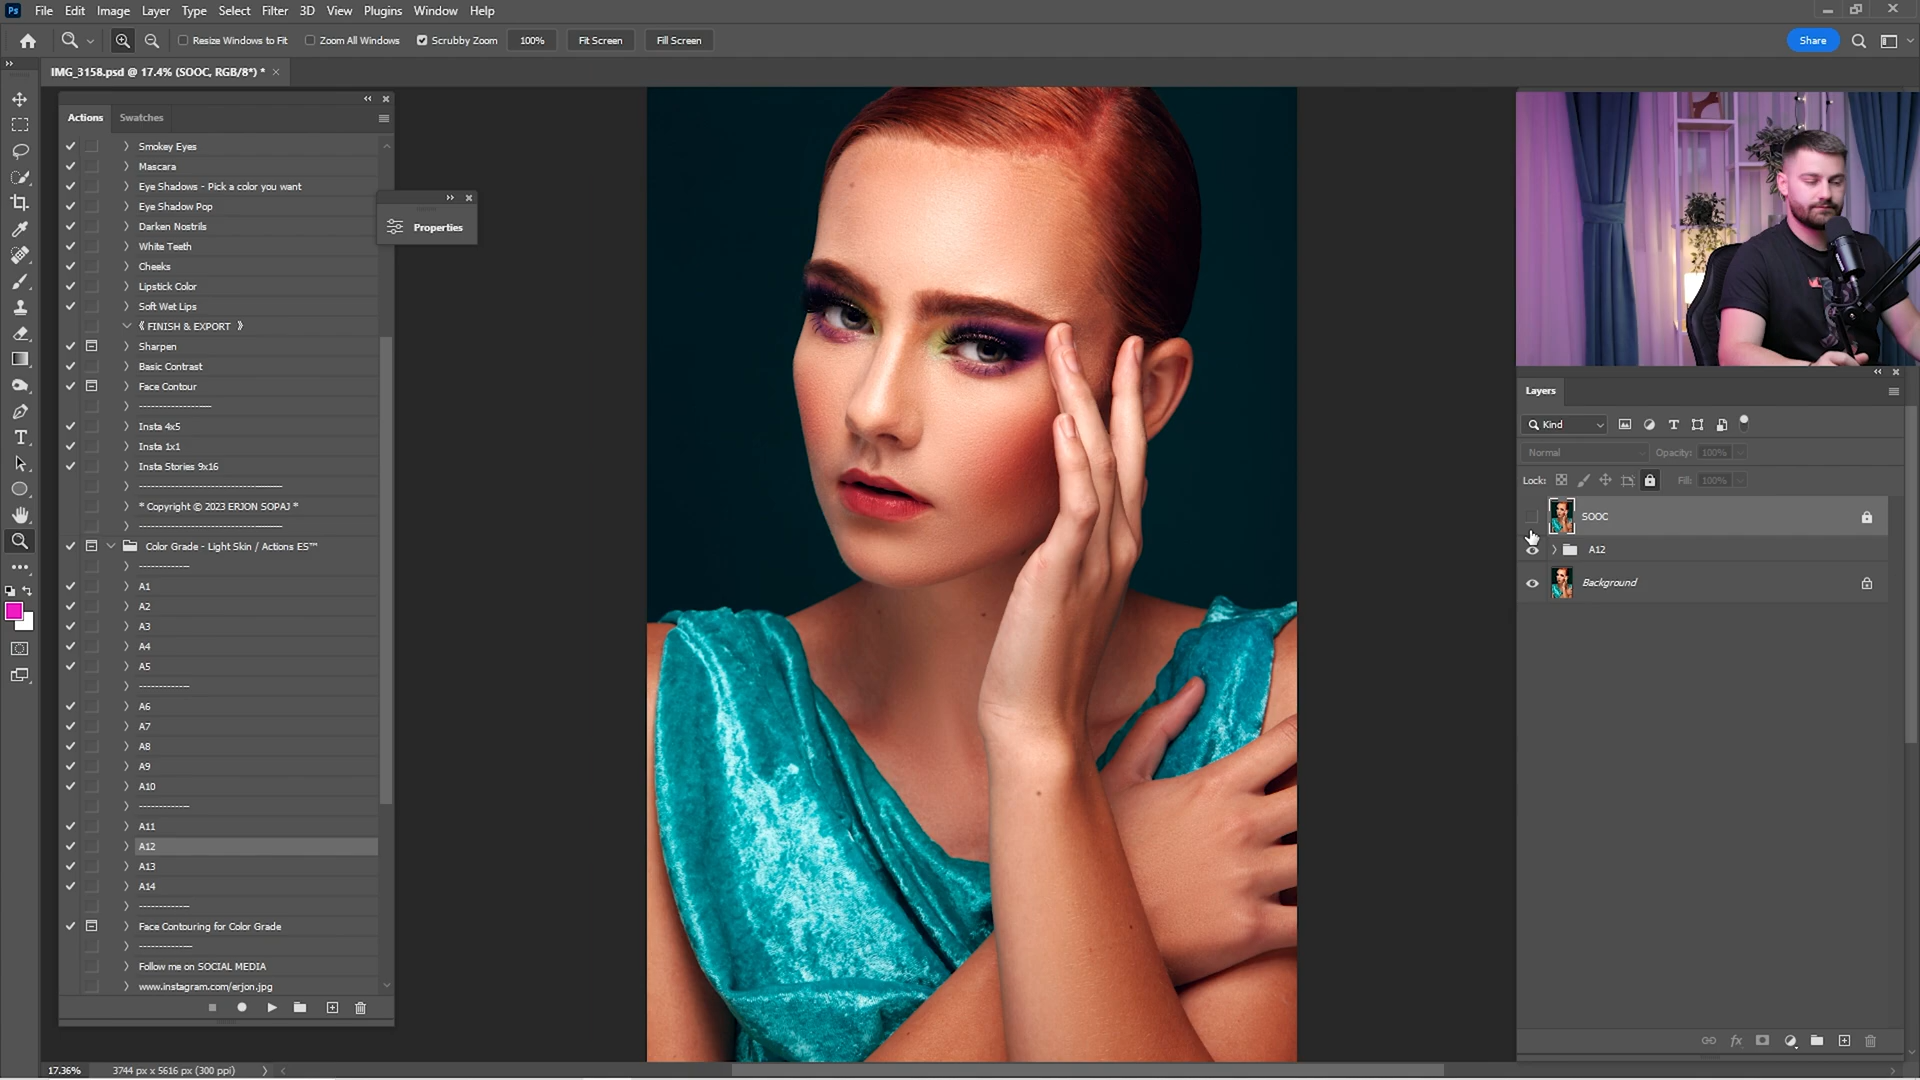 Ps File Edit Image Layer Type Select Filter 3D View Plugins Window Help
Resize Windows to Fit Zoom All Windows Scrubby Zoom 100% Fit Screen Fill Screen Share
IMG_3158.psd @ 17.4% (SOOC, RGB/8*) *
Actions Swatches
Smokey Eyes
Mascara
Eye Shadows - Pick a color you want
Eye Shadow Pop
Darken Nostrils
White Teeth
Cheeks
Lipstick Color
Soft Wet Lips
《 FINISH & EXPORT 》
Sharpen
Basic Contrast
Face Contour
-----------------
Insta 4x5
Insta 1x1
Insta Stories 9x16
---------------------------------
* Copyright © 2023 ERJON SOPAJ *
---------------------------------
Color Grade - Light Skin / Actions ES™
------------
A1
A2
A3
A4
A5
------------
A6
A7
A8
A9
A10
------------
A11
A12
A13
A14
------------
Face Contouring for Color Grade
-------------
Follow me on SOCIAL MEDIA
www.instagram.com/erjon.jpg
Properties
Layers
Kind
Normal Opacity: 100%
Lock: Fill: 100%
SOOC
A12
Background
fx
17.36% 3744 px x 5616 px (300 ppi)